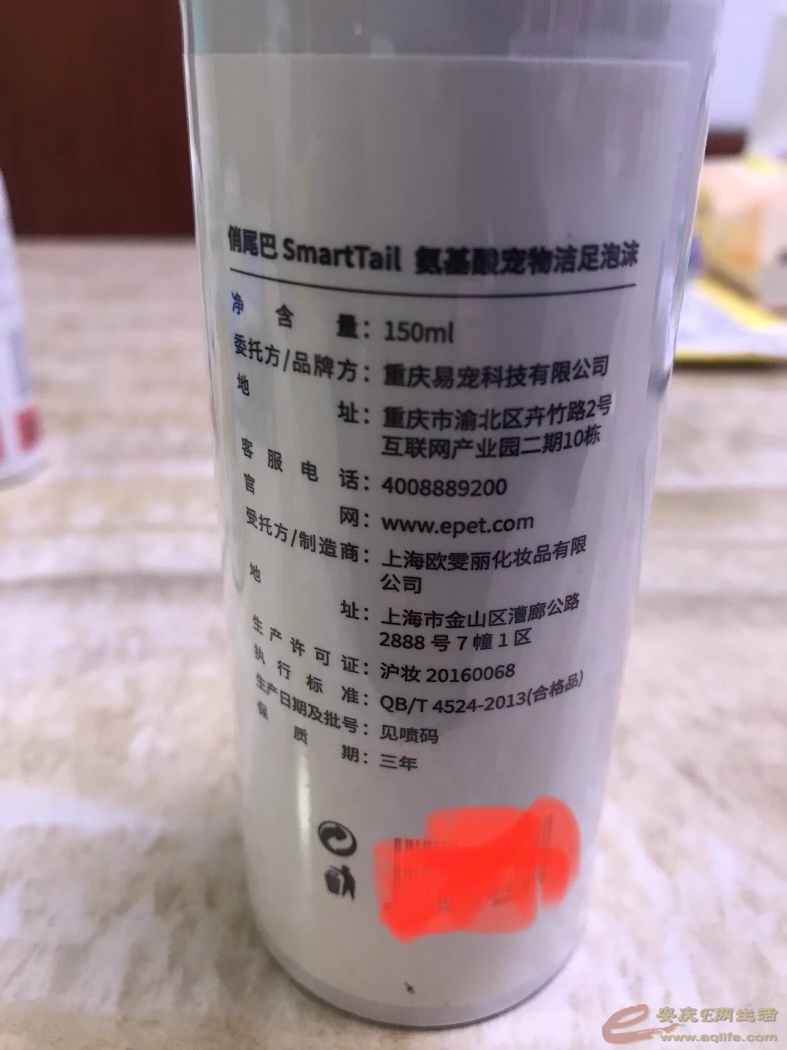 俏尾巴 SmartTail 氨基酸宠物洁足泡沫
净含量：150ml
委托方/品牌方：重庆易宠科技有限公司
地址：重庆市渝北区卉竹路2号
互联网产业园二期10栋
客服电话：4008889200
官网：www.epet.com
受托方/制造商：上海欧雯丽化妆品有限
公司
地址：上海市金山区漕廊公路
2888 号 7 幢 1 区
生产许可证：沪妆 20160068
执行标准：QB/T 4524-2013(合格品)
生产日期及批号：见喷码
保质期：三年
安庆E网生活
www.aqlife.com